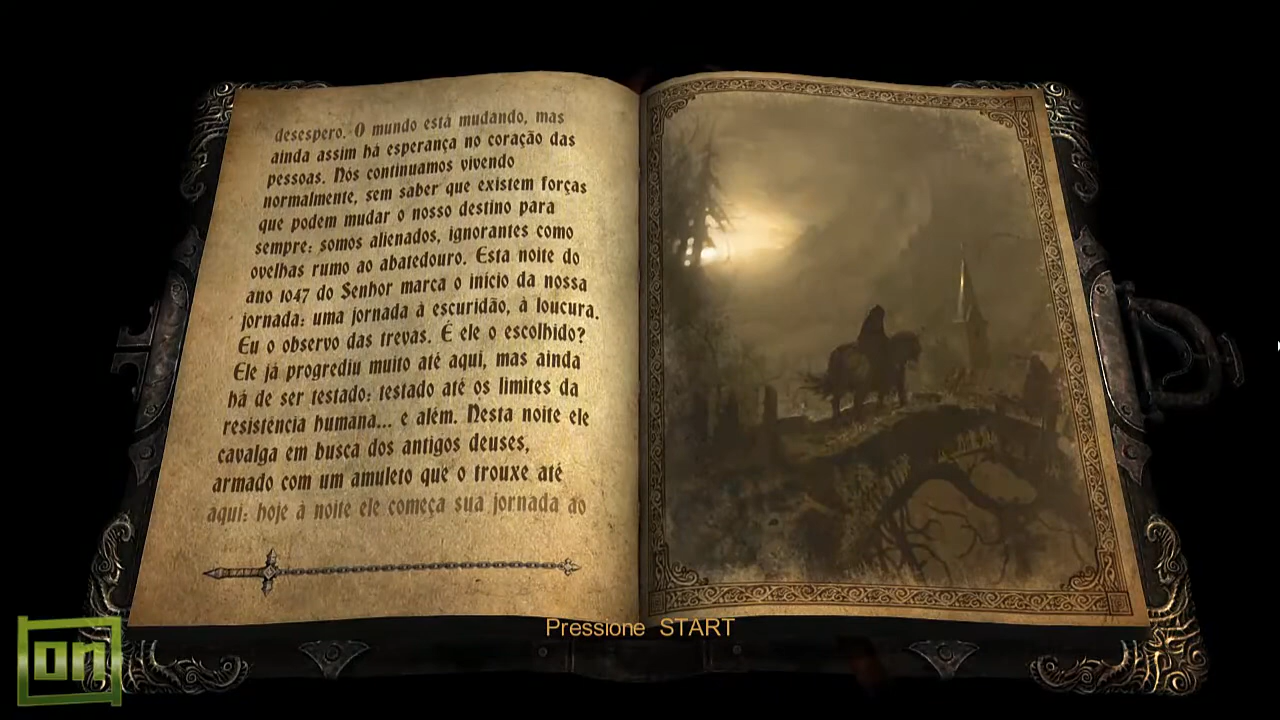 desespero. O mundo está mudando, mas
ainda assim há esperança no coração das
pessoas. Nós continuamos vivendo
normalmente, sem saber que existem forças
que podem mudar o nosso destino para
sempre: somos alienados, ignorantes como
ovelhas rumo ao abatedouro. Esta noite do
ano 1047 do Senhor marca o início da nossa
jornada: uma jornada à escuridão, à loucura.
Eu o observo das trevas. É ele o escolhido?
Ele já progrediu muito até aqui, mas ainda
há de ser testado: testado até os limites da
resistência humana... e além. Nesta noite ele
cavalga em busca dos antigos deuses,
armado com um amuleto que o trouxe até
aqui: hoje à noite ele começa sua jornada ao
Pressione START
on